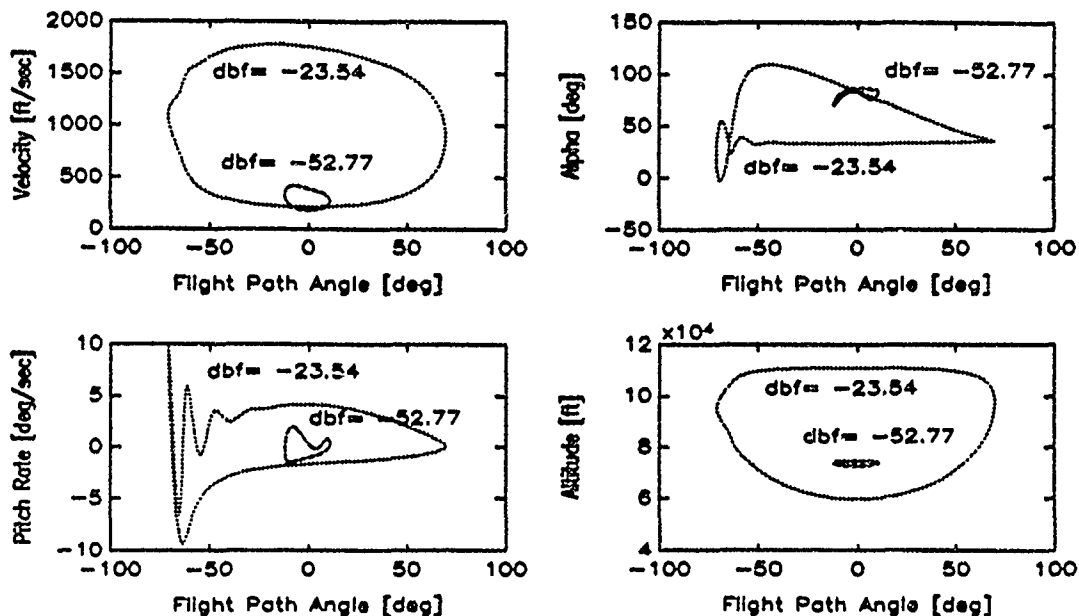 2000
1500
1000
500
0
Velocity [ft/sec]
dbf= -23.54
dbf= -52.77
-100 -50 0 50 100
Flight Path Angle [deg]
150
100
50
0
-50
Alpha [deg]
dbf= -52.77
dbf= -23.54
-100 -50 0 50 100
Flight Path Angle [deg]
10
5
0
-5
-10
Pitch Rate [deg/sec]
dbf= -23.54
dbf= -52.77
-100 -50 0 50 100
Flight Path Angle [deg]
x10⁴
12
10
8
6
4
Altitude [ft]
dbf= -23.54
dbf= -52.77
-100 -50 0 50 100
Flight Path Angle [deg]